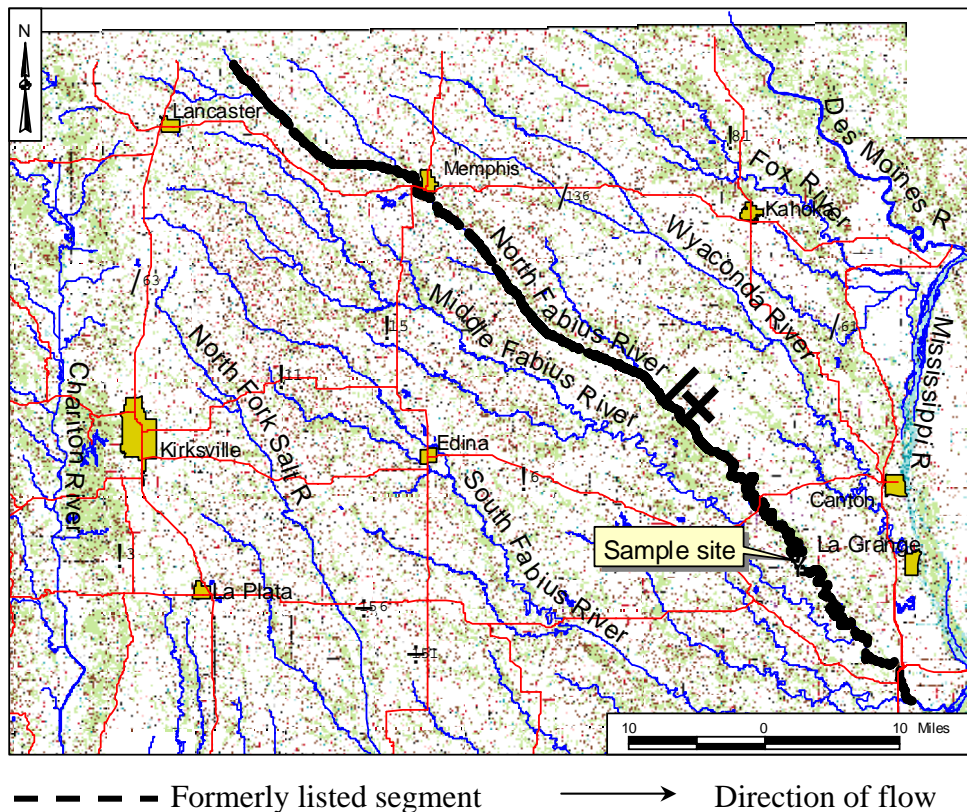 N
Lancaster
Memphis
81
Des Moines R
Fox River
136
Kahoka
Wyaconda River
North Fabius River
63
Middle Fabius River
15
61
Mississippi R
North Fork Salt R
11
Chariton River
Kirksville
Edina
6
Canton
South Fabius River
Sample site
La Grange
3
La Plata
156
151
10 0 10 Miles
Formerly listed segment Direction of flow